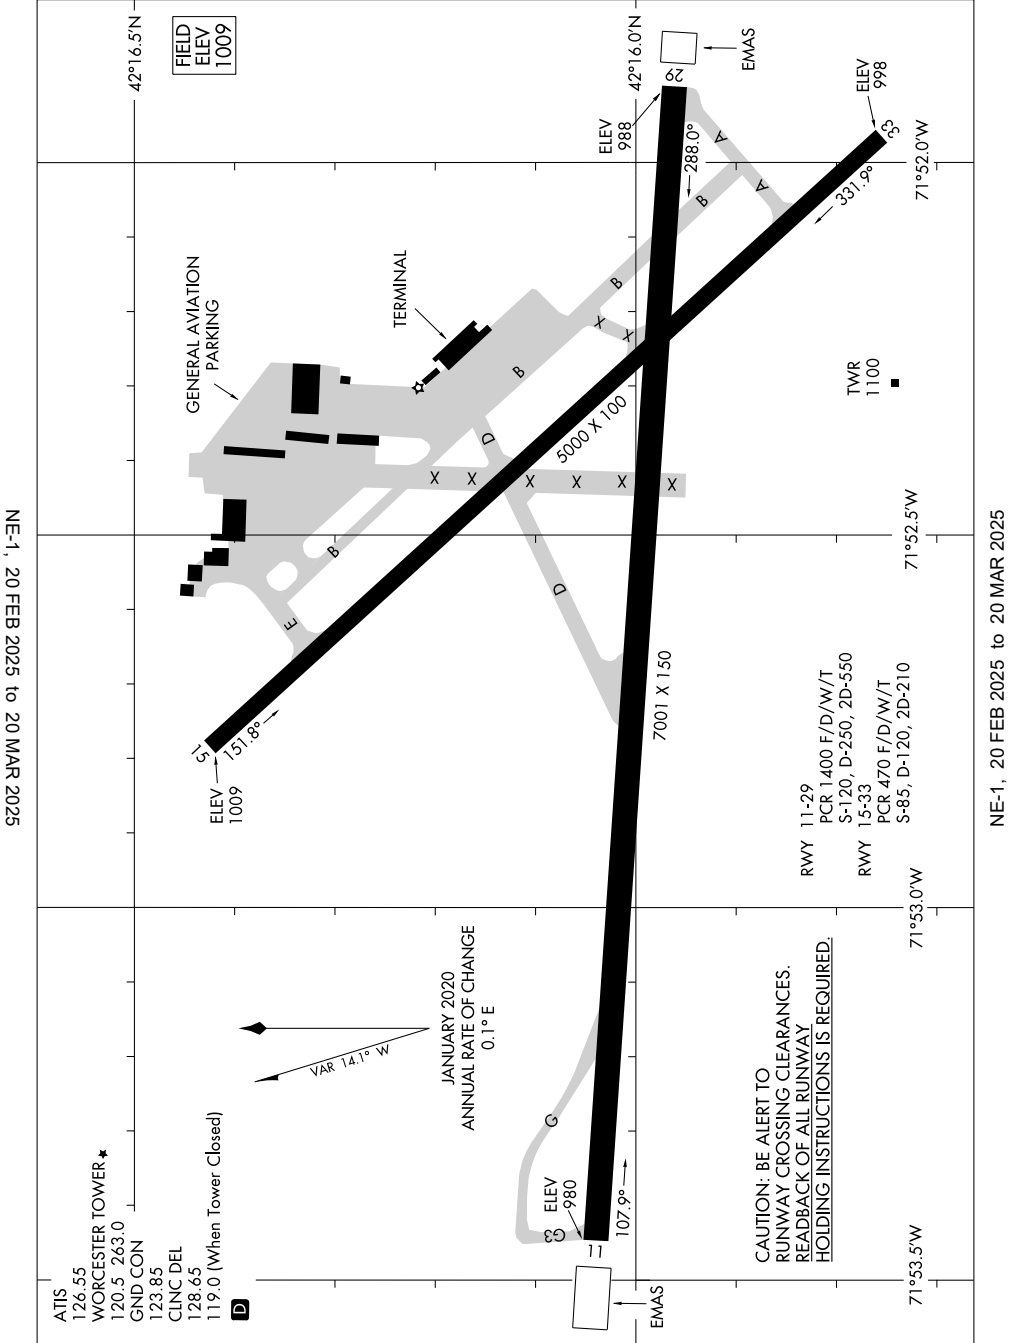 ATIS
126.55
WORCESTER TOWER
120.5 263.0
GND CON
123.85
CLNC DEL
128.65
119.0 (When Tower Closed)
D
FIELD
ELEV
1009
42°16.5'N
42°16.0'N
EMAS
29
ELEV
998
33
ELEV
988
288.0°
A
A
331.9°
71°52.0'W
B
B
X
X
TERMINAL
GENERAL AVIATION
PARKING
B
TWR
1100
5000 X 100
D
X
X
X
X
X
X
71°52.5'W
B
D
E
7001 X 150
15
151.8°
ELEV
1009
RWY 11-29
PCR 1400 F/D/W/T
S-120, D-250, 2D-550
RWY 15-33
PCR 470 F/D/W/T
S-85, D-120, 2D-210
71°53.0'W
VAR 14.1° W
JANUARY 2020
ANNUAL RATE OF CHANGE
0.1° E
G
G3
ELEV
980
107.9°
11
EMAS
CAUTION: BE ALERT TO
RUNWAY CROSSING CLEARANCES.
READBACK OF ALL RUNWAY
HOLDING INSTRUCTIONS IS REQUIRED.
71°53.5'W
NE-1, 20 FEB 2025 to 20 MAR 2025
NE-1, 20 FEB 2025 to 20 MAR 2025